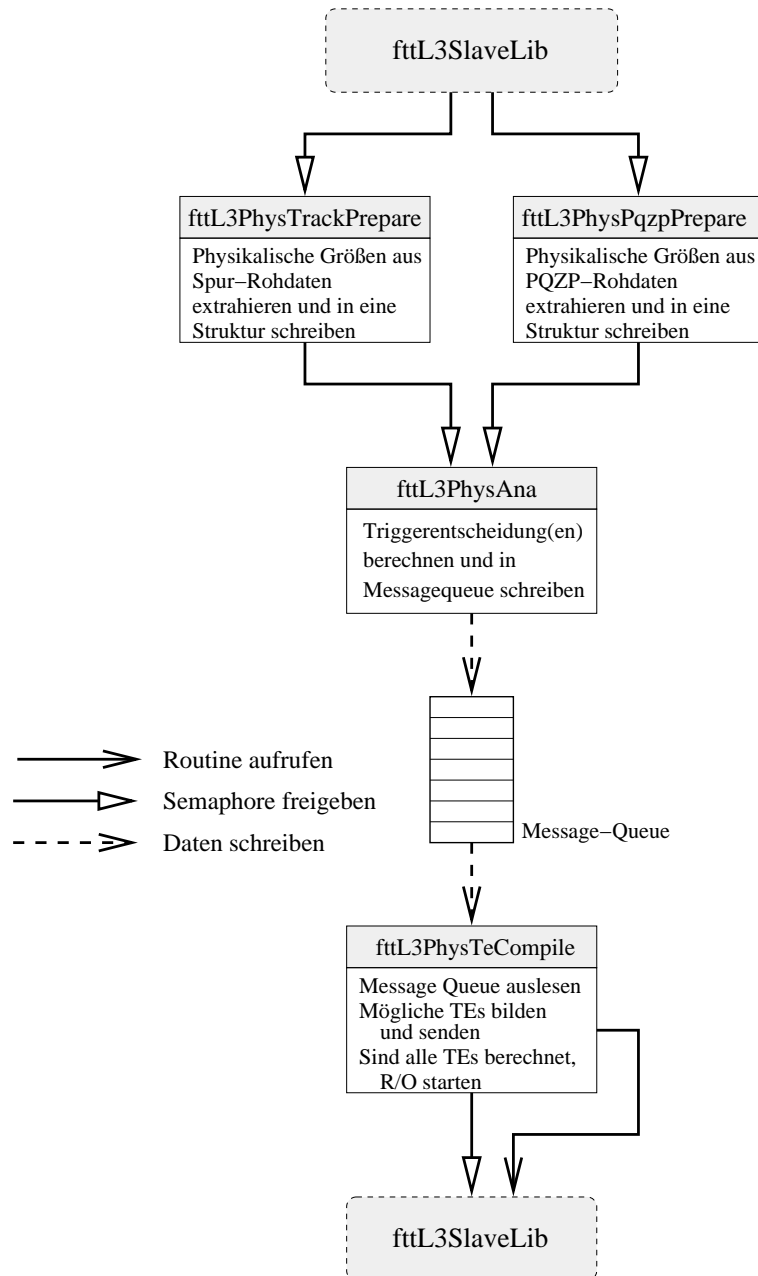 fttL3SlaveLib
fttL3PhysTrackPrepare
Physikalische Größen aus
Spur−Rohdaten
extrahieren und in eine
Struktur schreiben
fttL3PhysPqzpPrepare
Physikalische Größen aus
PQZP−Rohdaten
extrahieren und in eine
Struktur schreiben
fttL3PhysAna
Triggerentscheidung(en)
berechnen und in
Messagequeue schreiben
Routine aufrufen
Semaphore freigeben
Daten schreiben
Message−Queue
fttL3PhysTeCompile
Message Queue auslesen
Mögliche TEs bilden
und senden
Sind alle TEs berechnet,
R/O starten
fttL3SlaveLib